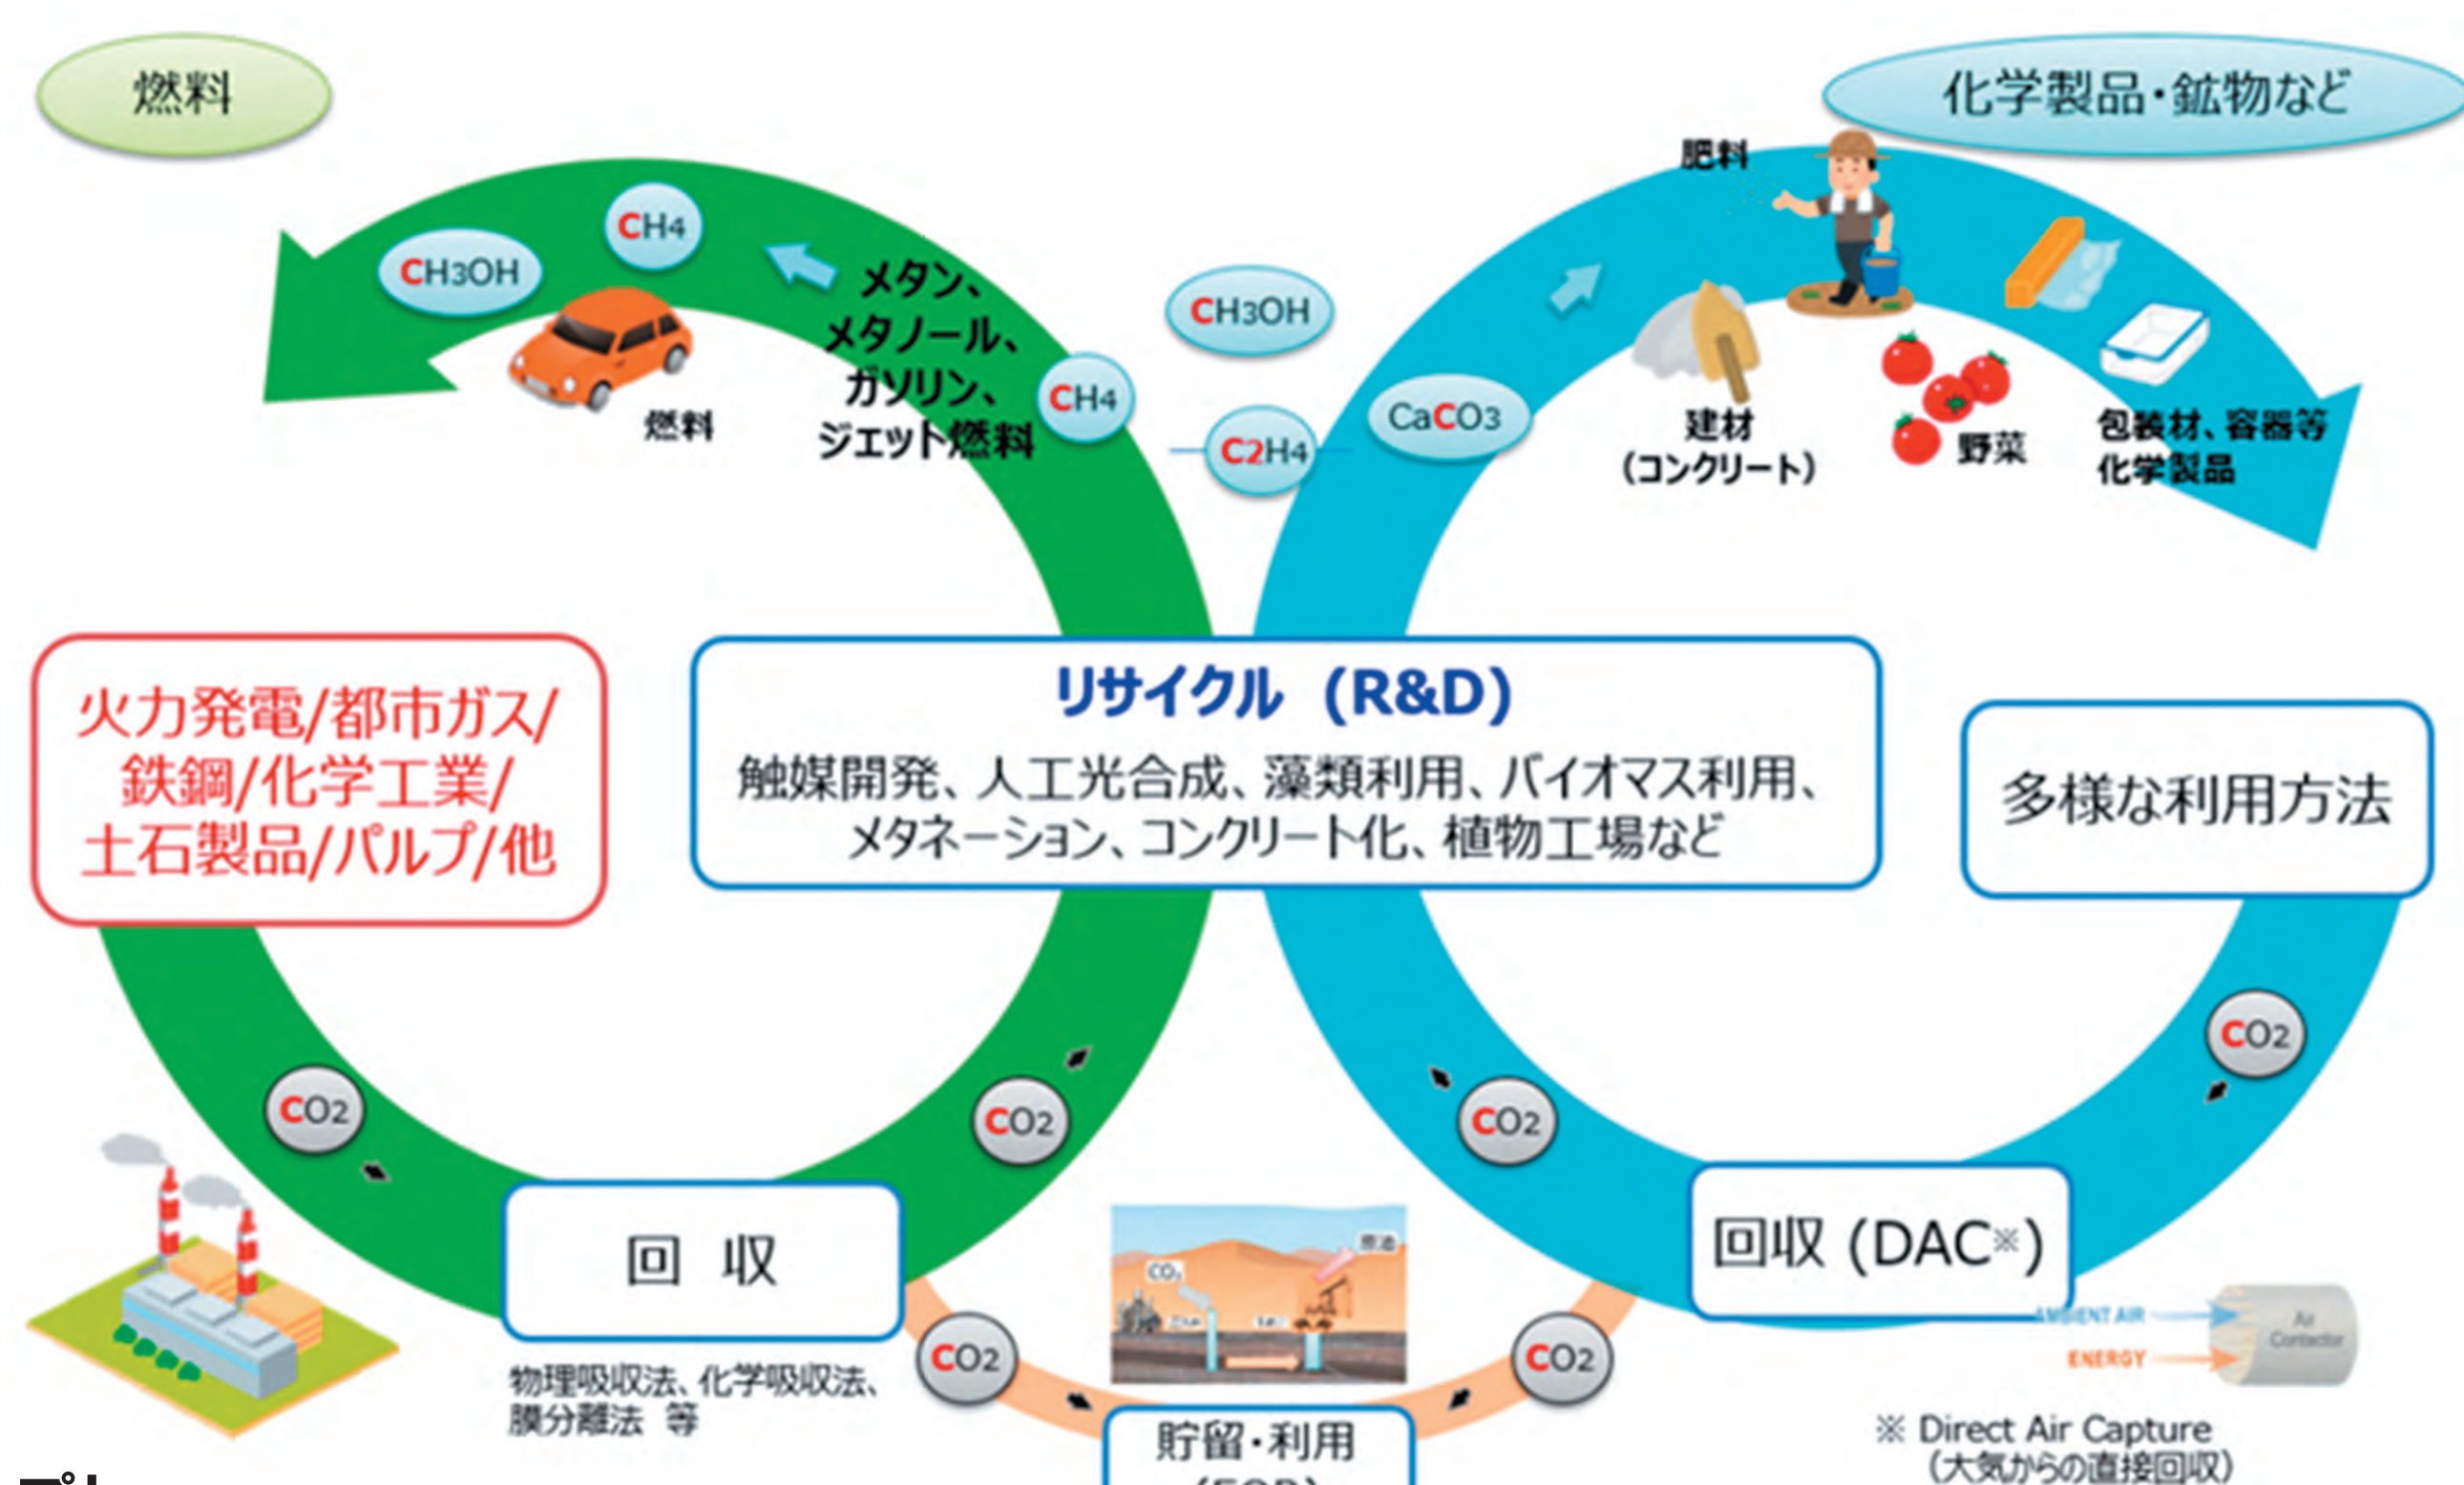 燃料
化学製品・鉱物など
肥料
CH4
CH3OH
メタン、
メタノール、
ガソリン、
ジェット燃料
燃料
CH4
CH3OH
C2H4
CaCO3
建材
（コンクリート）
野菜
包装材、容器等
化学製品
火力発電/都市ガス/
鉄鋼/化学工業/
土石製品/パルプ/他
リサイクル (R&D)
触媒開発、人工光合成、藻類利用、バイオマス利用、
メタネーション、コンクリート化、植物工場など
多様な利用方法
CO2
CO2
CO2
CO2
回 収
物理吸収法、化学吸収法、
膜分離法 等
CO2
CO2
原油
CO2
貯留・利用
回収 (DAC※)
AMBIENT AIR
ENERGY
Air
Contactor
※ Direct Air Capture
（大気からの直接回収）